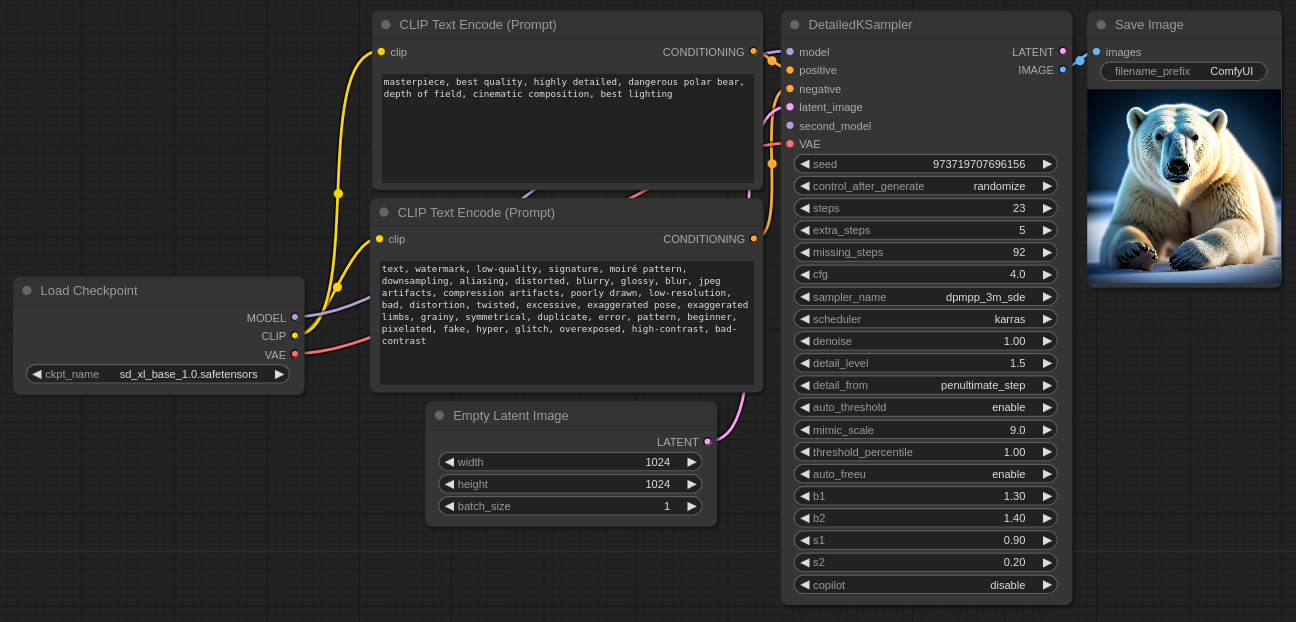 CLIP Text Encode (Prompt)
clip CONDITIONING
masterpiece, best quality, highly detailed, dangerous polar bear,
depth of field, cinematic composition, best lighting
CLIP Text Encode (Prompt)
clip CONDITIONING
text, watermark, low-quality, signature, moiré pattern,
downsampling, aliasing, distorted, blurry, glossy, blur, jpeg
artifacts, compression artifacts, poorly drawn, low-resolution,
bad, distortion, twisted, excessive, exaggerated pose, exaggerated
limbs, grainy, symmetrical, duplicate, error, pattern, beginner,
pixelated, fake, hyper, glitch, overexposed, high-contrast, bad-
contrast
Load Checkpoint
MODEL
CLIP
VAE
ckpt_name sd_xl_base_1.0.safetensors
Empty Latent Image
LATENT
width 1024
height 1024
batch_size 1
DetailedKSampler
model LATENT
positive IMAGE
negative
latent_image
second_model
VAE
seed 973719707696156
control_after_generate randomize
steps 23
extra_steps 5
missing_steps 92
cfg 4.0
sampler_name dpmpp_3m_sde
scheduler karras
denoise 1.00
detail_level 1.5
detail_from penultimate_step
auto_threshold enable
mimic_scale 9.0
threshold_percentile 1.00
auto_freeu enable
b1 1.30
b2 1.40
s1 0.90
s2 0.20
copilot disable
Save Image
images
filename_prefix ComfyUI